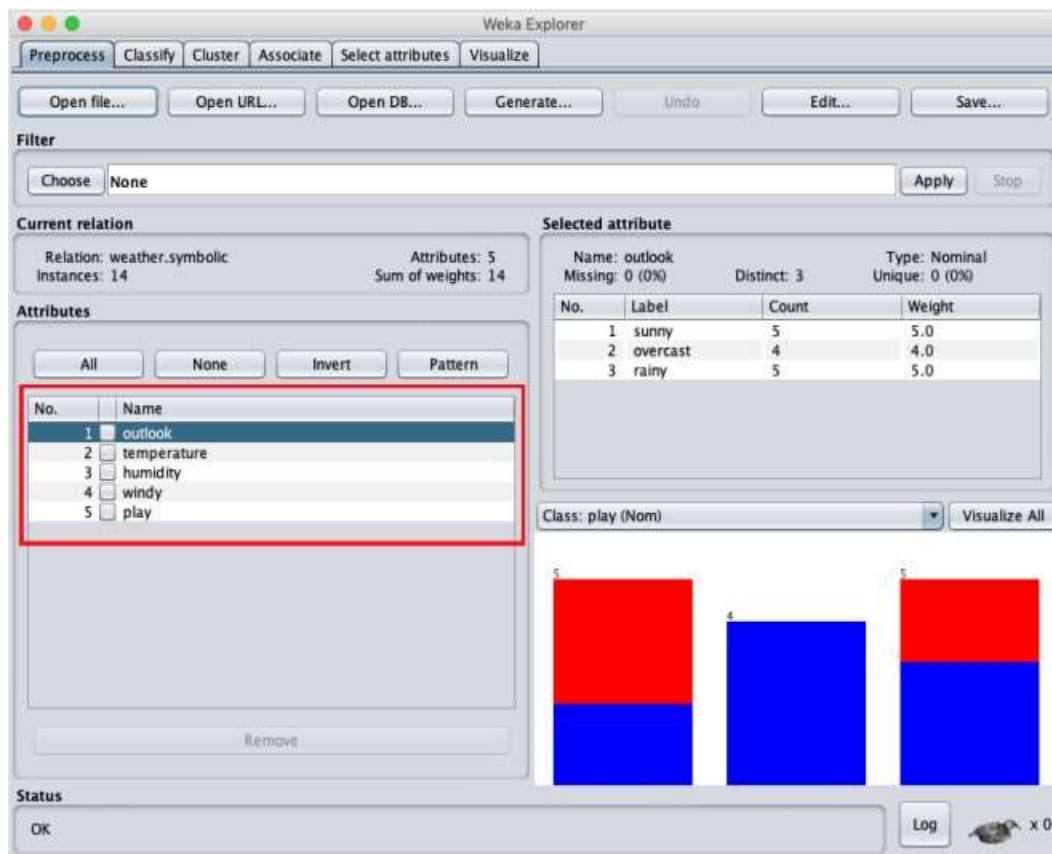 Weka Explorer
Preprocess Classify Cluster Associate Select attributes Visualize
Open file... Open URL... Open DB... Generate... Undo Edit... Save...
Filter
Choose None Apply Stop
Current relation
Relation: weather.symbolic Attributes: 5
Instances: 14 Sum of weights: 14
Attributes
All None Invert Pattern
No. Name
1 outlook
2 temperature
3 humidity
4 windy
5 play
Remove
Selected attribute
Name: outlook Type: Nominal
Missing: 0 (0%) Distinct: 3 Unique: 0 (0%)
No. Label Count Weight
1 sunny 5 5.0
2 overcast 4 4.0
3 rainy 5 5.0
Class: play (Nom) Visualize All
5 4 5
Status
OK Log x 0